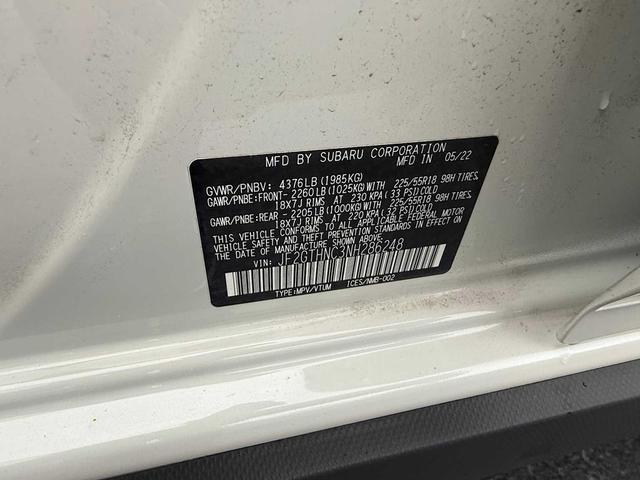 MFD BY SUBARU CORPORATION
MFD IN 05/22
GVWR/PNBV: 4376LB (1985KG)
GAWR/PNBE:FRONT- 2260LB (1025KG)WITH 225/55R18 98H TIRES
18X7J RIMS AT 230 KPA (33 PSI)COLD
GAWR/PNBE:REAR - 2205LB (1000KG)WITH 225/55R18 98H TIRES
18X7J RIMS AT 220 KPA (33 PSI)COLD
THIS VEHICLE CONFORMS TO ALL APPLICABLE FEDERAL MOTOR
VEHICLE SAFETY AND THEFT PREVENTION STANDARDS IN EFFECT
ON THE DATE OF MANUFACTURE SHOWN ABOVE.
VIN: JF2GTHNC3NH286248
TYPE:MPV/VTUM ICES/NMB-002